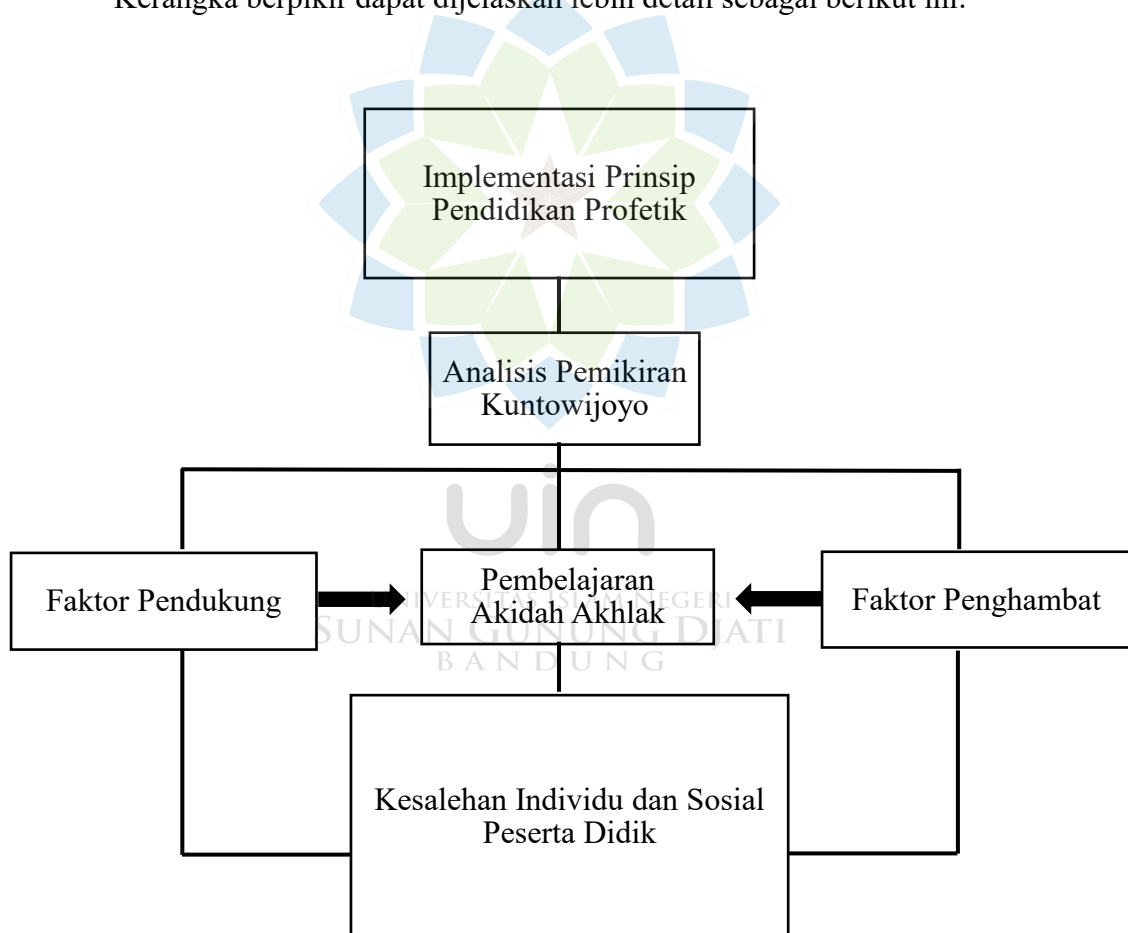 Kerangka berpikir dapat dijelaskan lebih detail sebagai berikut ini:
Implementasi Prinsip
Pendidikan Profetik
Analisis Pemikiran
Kuntowijoyo
uin
Faktor Pendukung
Pembelajaran
Akidah Akhlak
Faktor Penghambat
UNIVERSITAS ISLAM NEGERI
SUNAN GUNUNG DJATI
BANDUNG
Kesalehan Individu dan Sosial
Peserta Didik